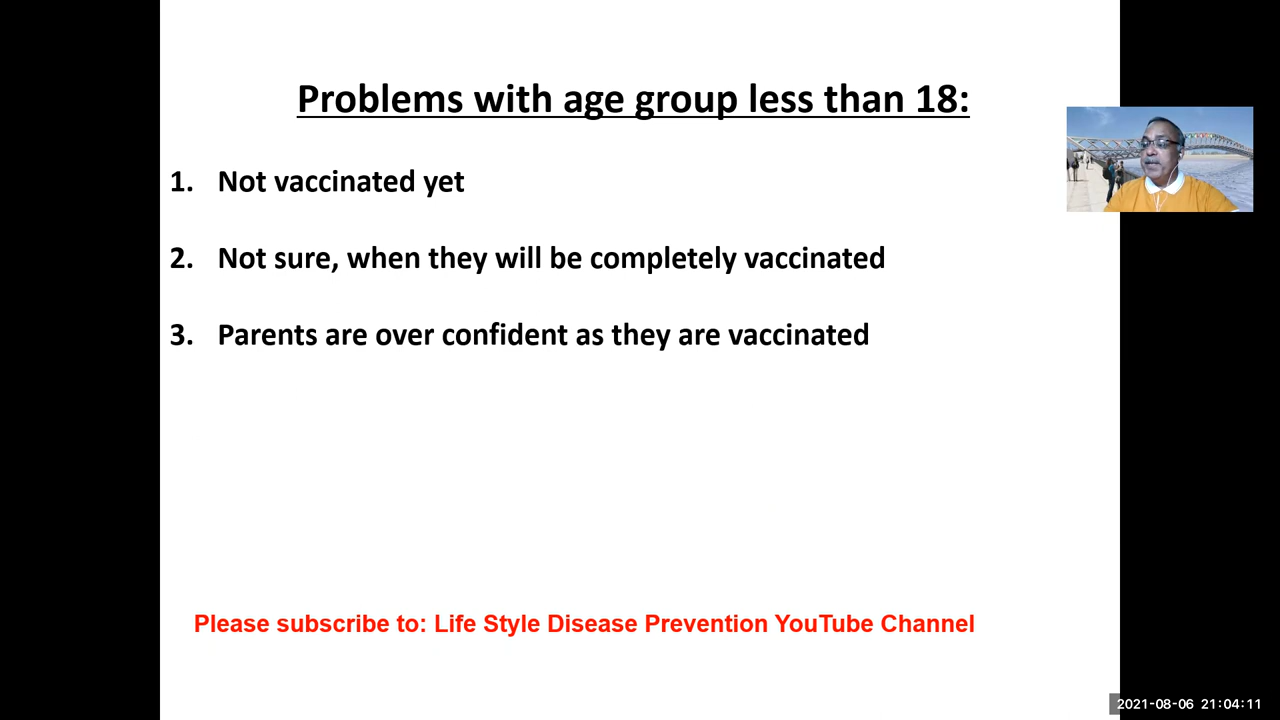 Problems with age group less than 18:
1. Not vaccinated yet
2. Not sure, when they will be completely vaccinated
3. Parents are over confident as they are vaccinated
Please subscribe to: Life Style Disease Prevention YouTube Channel
2021-08-06 21:04:11